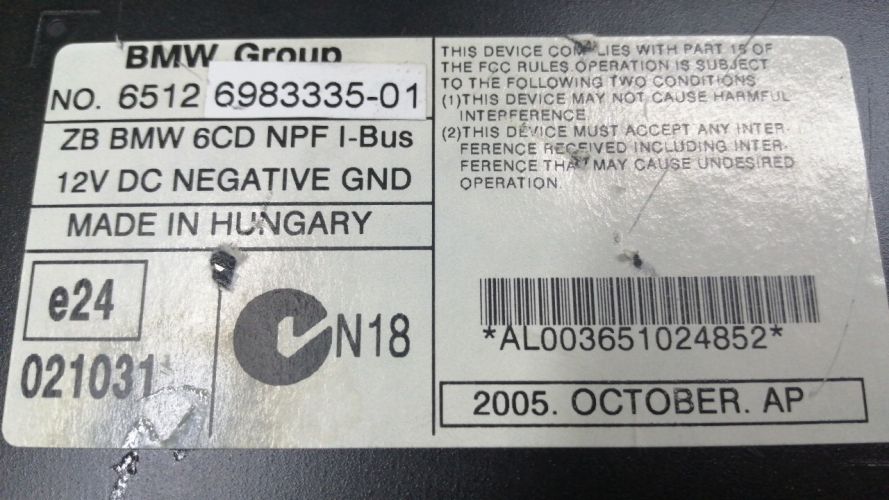 BMW Group
NO. 6512 6983335-01
ZB BMW 6CD NPF I-Bus
12V DC NEGATIVE GND
MADE IN HUNGARY
e24
021031
N18
THIS DEVICE COMPLIES WITH PART 15 OF
THE FCC RULES OPERATION IS SUBJECT
TO THE FOLLOWING TWO CONDITIONS
(1)THIS DEVICE MAY NOT CAUSE HARMFUL
INTERFERENCE
(2)THIS DEVICE MUST ACCEPT ANY INTER-
FERENCE RECEIVED INCLUDING INTER-
FERENCE THAT MAY CAUSE UNDESIRED
OPERATION.
*AL003651024852*
2005. OCTOBER. AP